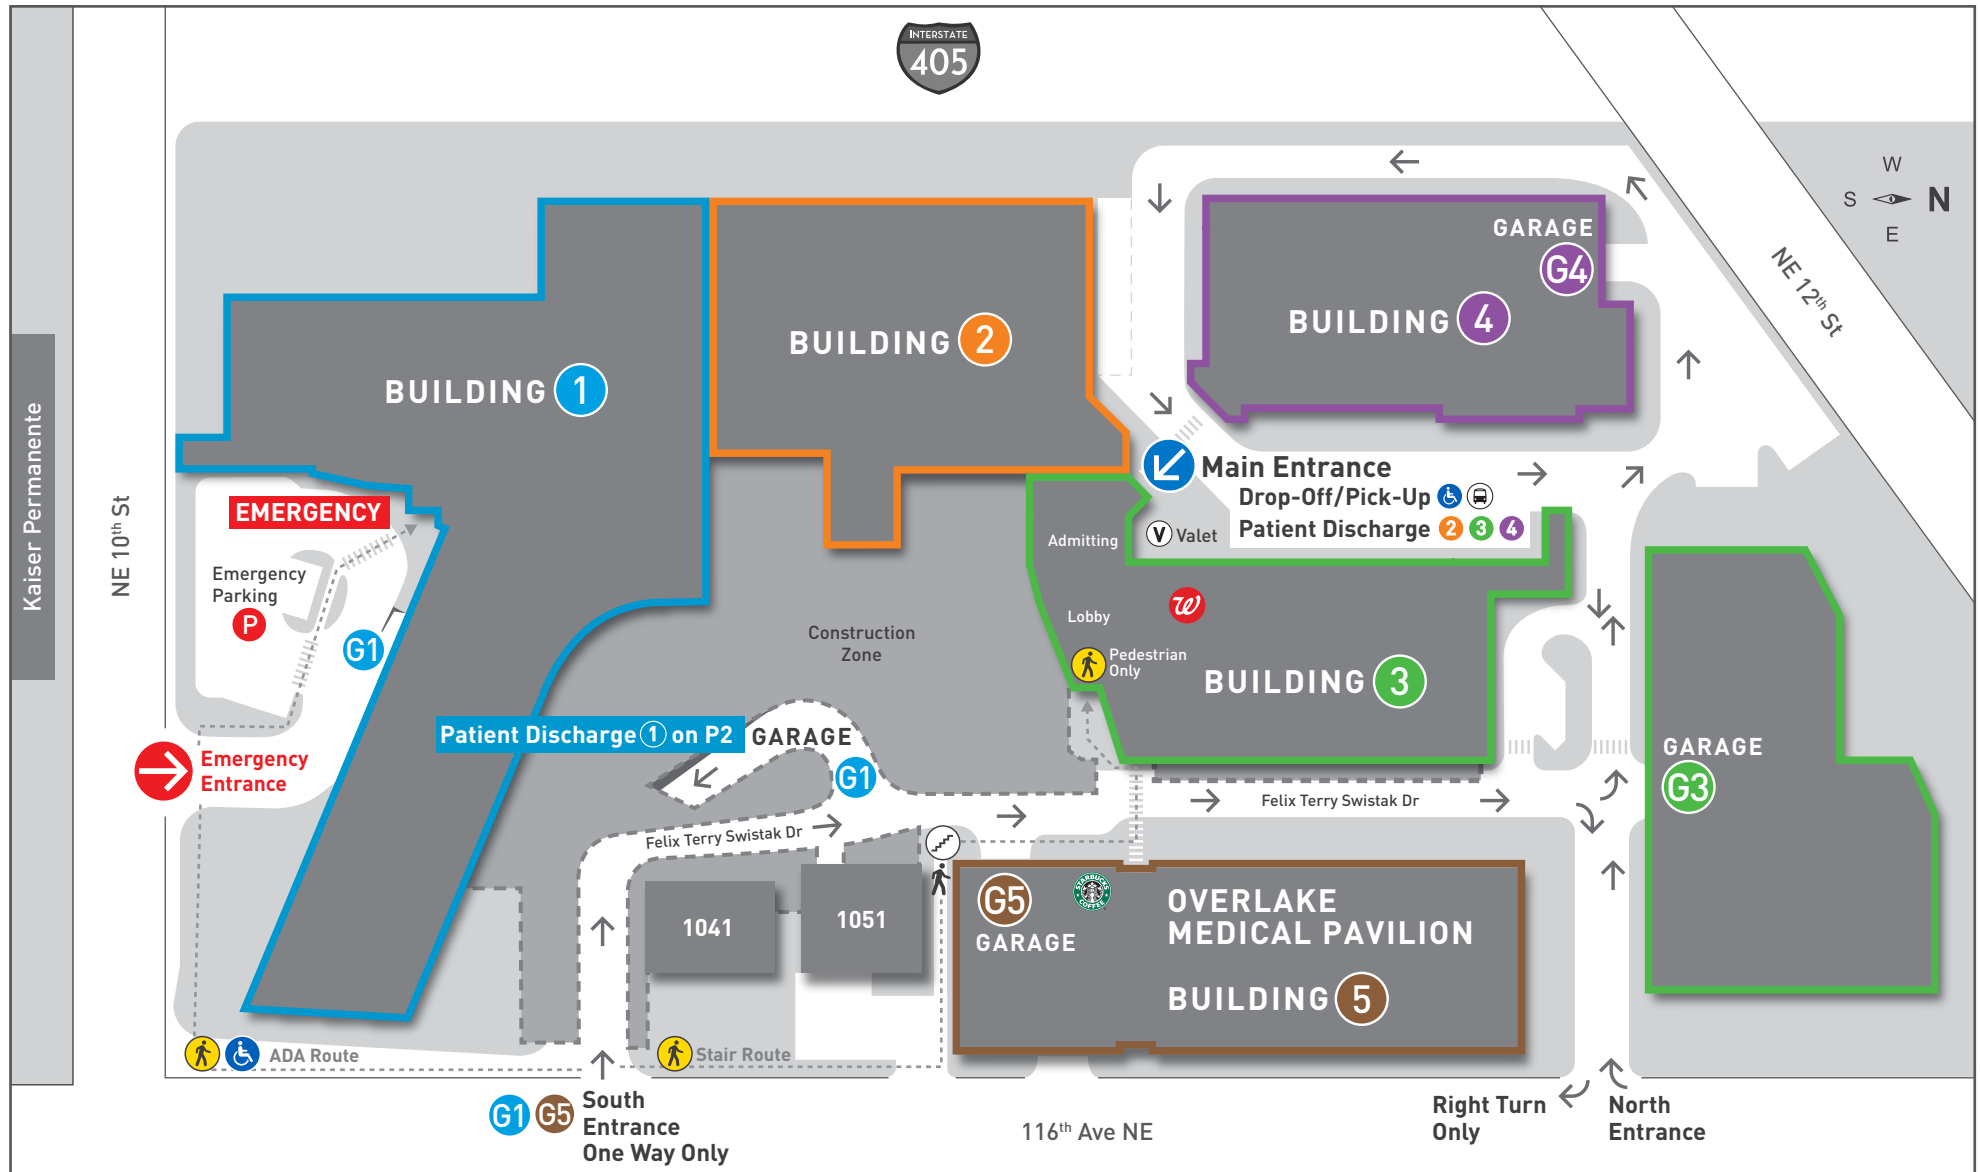 INTERSTATE
405
W
S N
E
NE 12th St
GARAGE
G4
BUILDING 4
BUILDING 2
BUILDING 1
Kaiser Permanente
NE 10th St
Main Entrance
Drop-Off/Pick-Up
Patient Discharge 2 3 4
V Valet
EMERGENCY
Admitting
Emergency
Parking
P
G1
Lobby
W
Construction
Zone
Pedestrian
Only
BUILDING 3
Patient Discharge 1 on P2
GARAGE
G1
GARAGE
G3
Emergency
Entrance
Felix Terry Swistak Dr
Felix Terry Swistak Dr
G5
GARAGE
STARBUCKS
COFFEE
OVERLAKE
MEDICAL PAVILION
BUILDING 5
1041
1051
ADA Route
Stair Route
G1 G5
South
Entrance
One Way Only
116th Ave NE
Right Turn
Only
North
Entrance